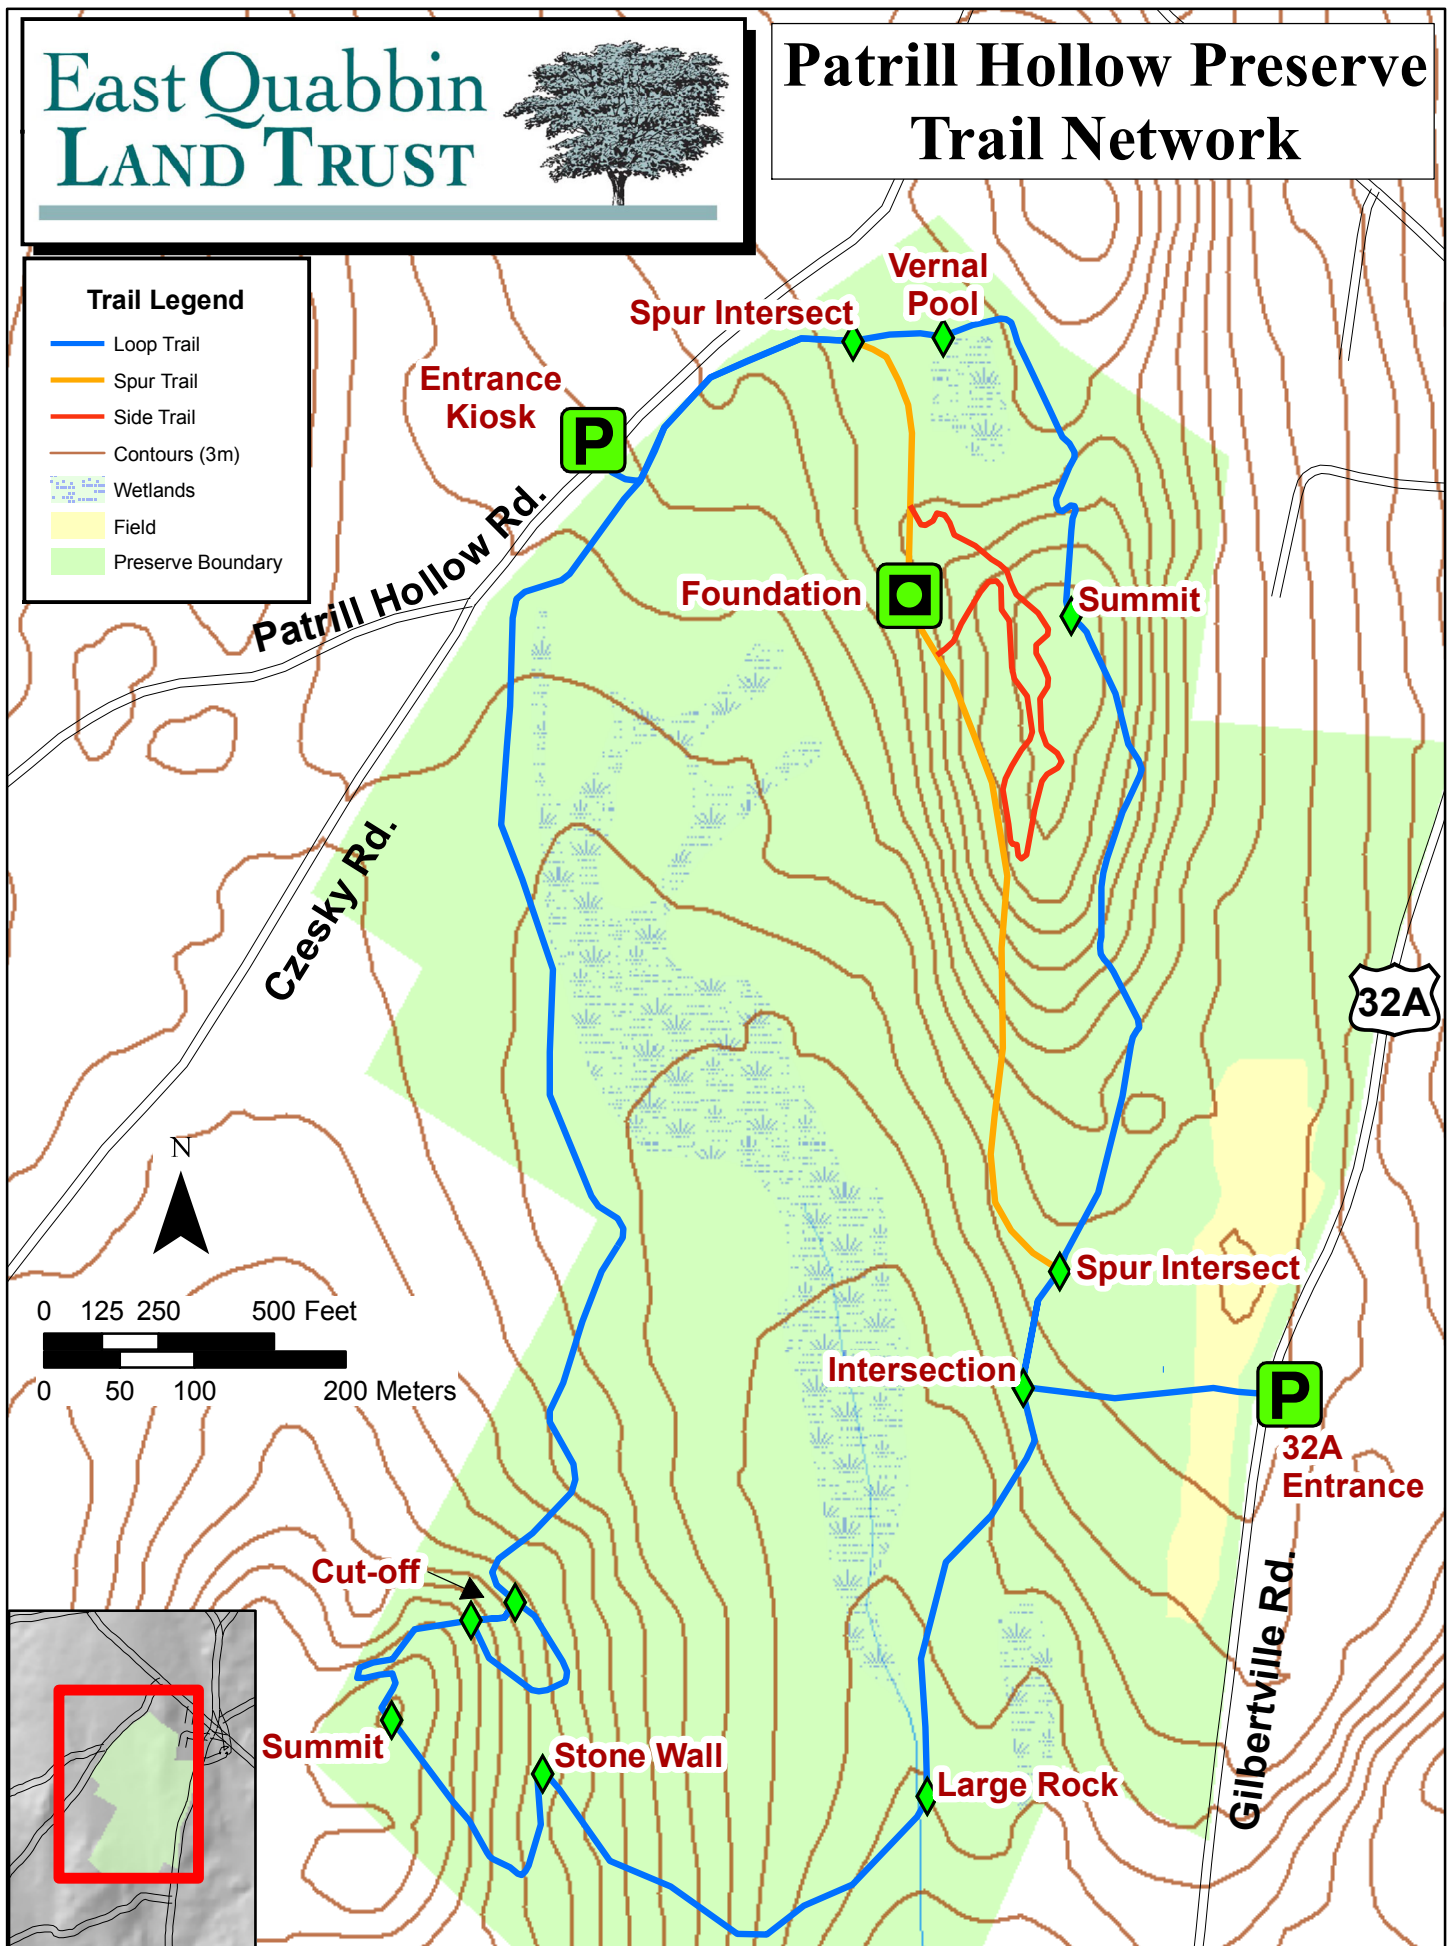 East Quabbin
LAND TRUST
Patrill Hollow Preserve
Trail Network
Trail Legend
Loop Trail
Spur Trail
Side Trail
Contours (3m)
Wetlands
Field
Preserve Boundary
Vernal
Pool
Spur Intersect
Entrance
Kiosk
P
Patrill Hollow Rd.
Foundation
Summit
Czesky Rd.
32A
N
Spur Intersect
0 125 250 500 Feet
0 50 100 200 Meters
Intersection
P
32A
Entrance
Cut-off
Gilbertville Rd.
Summit
Stone Wall
Large Rock